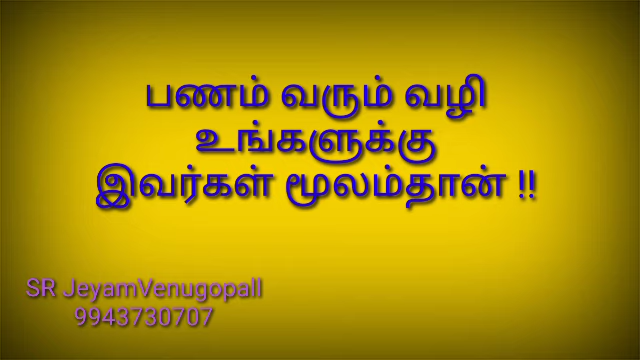 பணம் வரும் வழி
உங்களுக்கு
இவர்கள் மூலம்தான் !!
SR JeyamVenugopall
9943730707